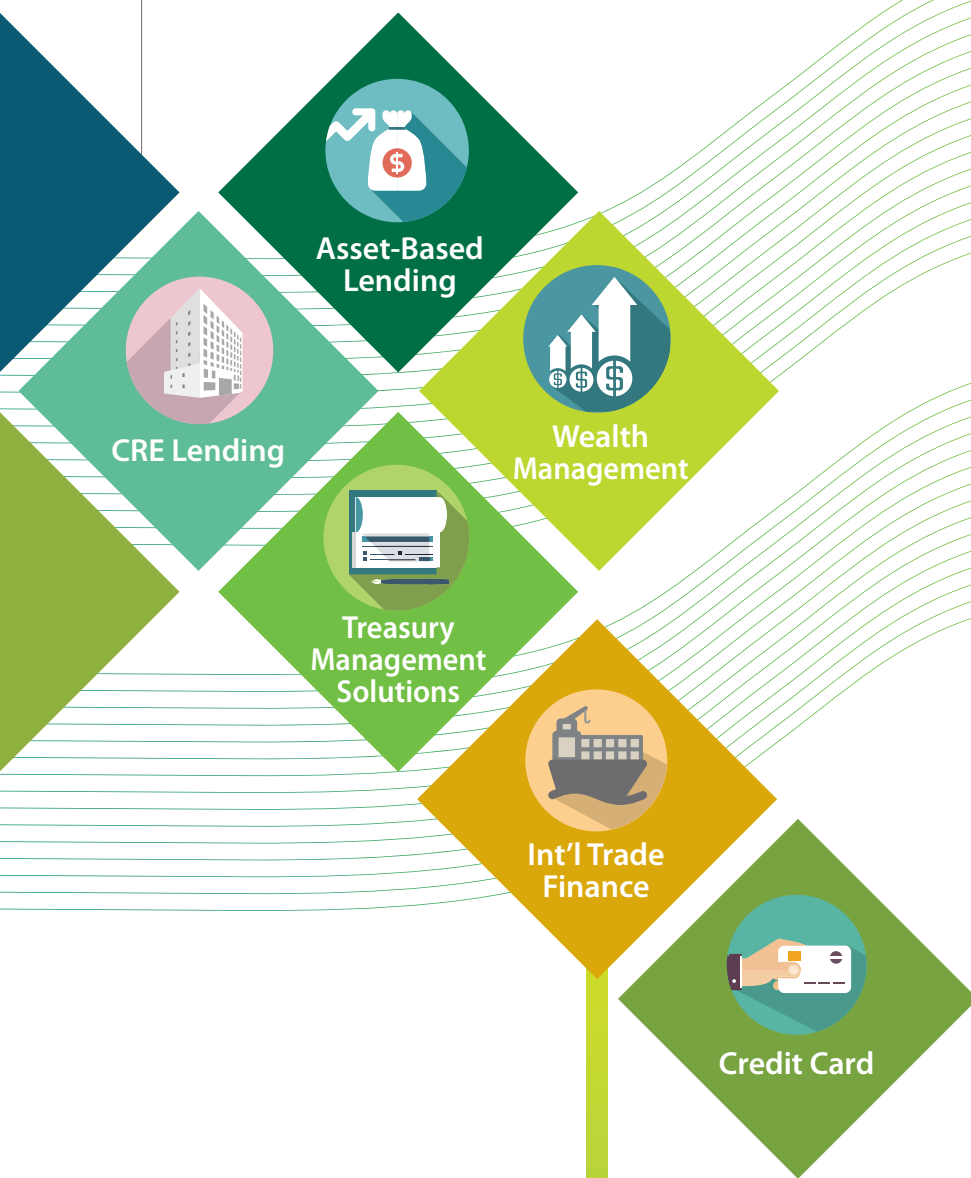 Asset-Based
Lending
CRE Lending
Wealth
Management
Treasury
Management
Solutions
Int’l Trade
Finance
Credit Card